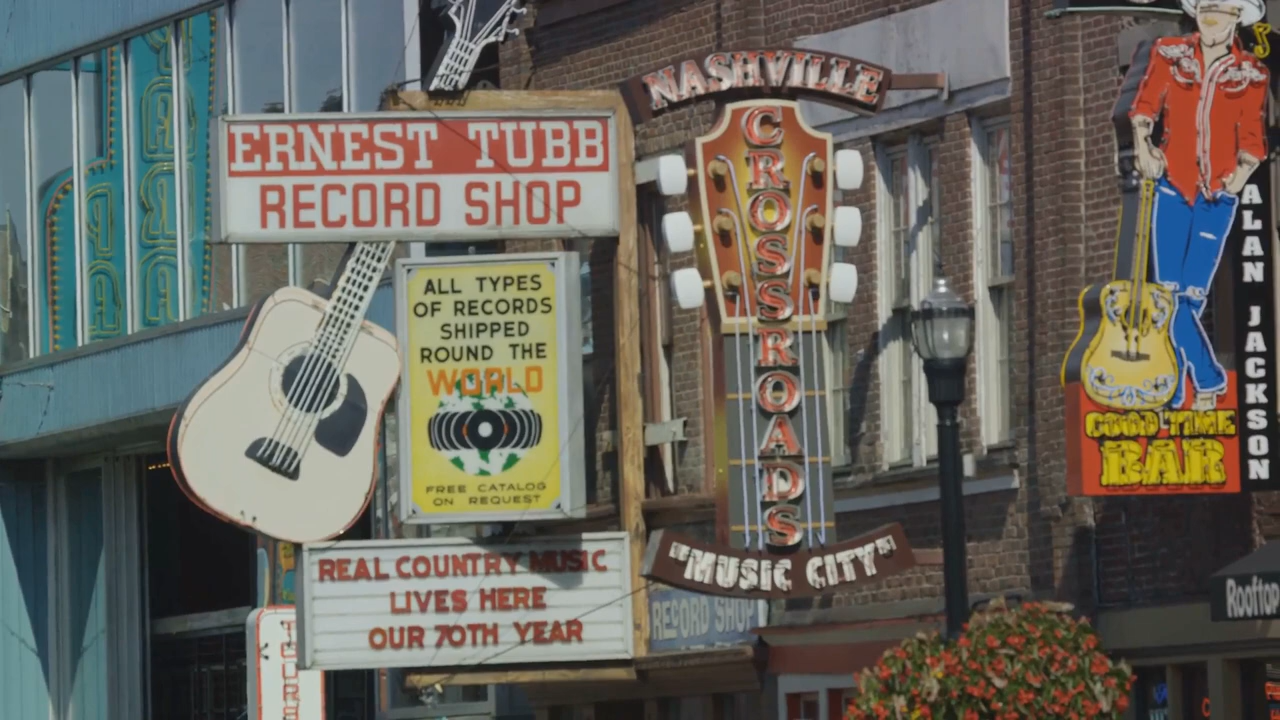 ERNEST TUBB
RECORD SHOP
ALL TYPES
OF RECORDS
SHIPPED
ROUND THE
WORLD
FREE CATALOG
ON REQUEST
REAL COUNTRY MUSIC
LIVES HERE
OUR 70TH YEAR
NASHVILLE
CROSSROADS
"MUSIC CITY"
RECORD SHOP
GOOD TIME
BAR
ALAN JACKSON
Rooftop